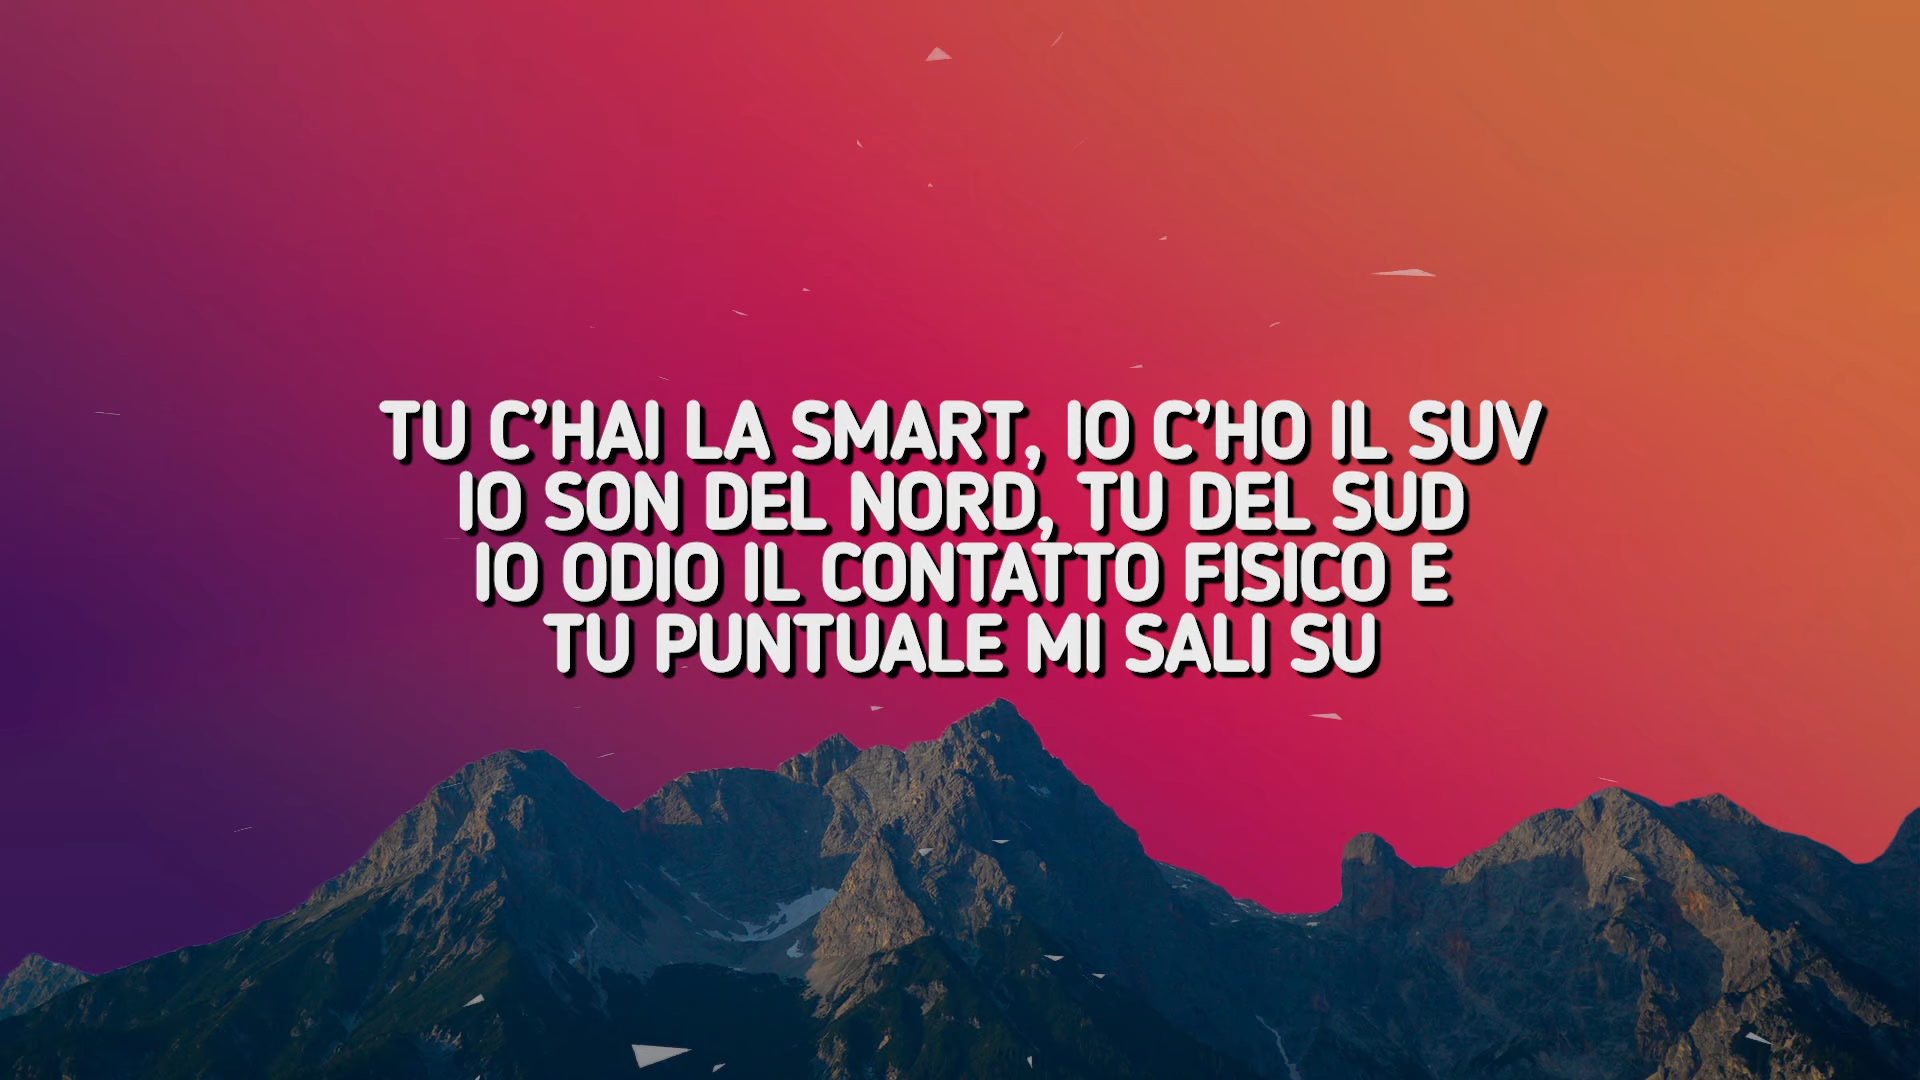 TU C’HAI LA SMART, IO C’HO IL SUV
IO SON DEL NORD, TU DEL SUD
IO ODIO IL CONTATTO FISICO E
TU PUNTUALE MI SALI SU